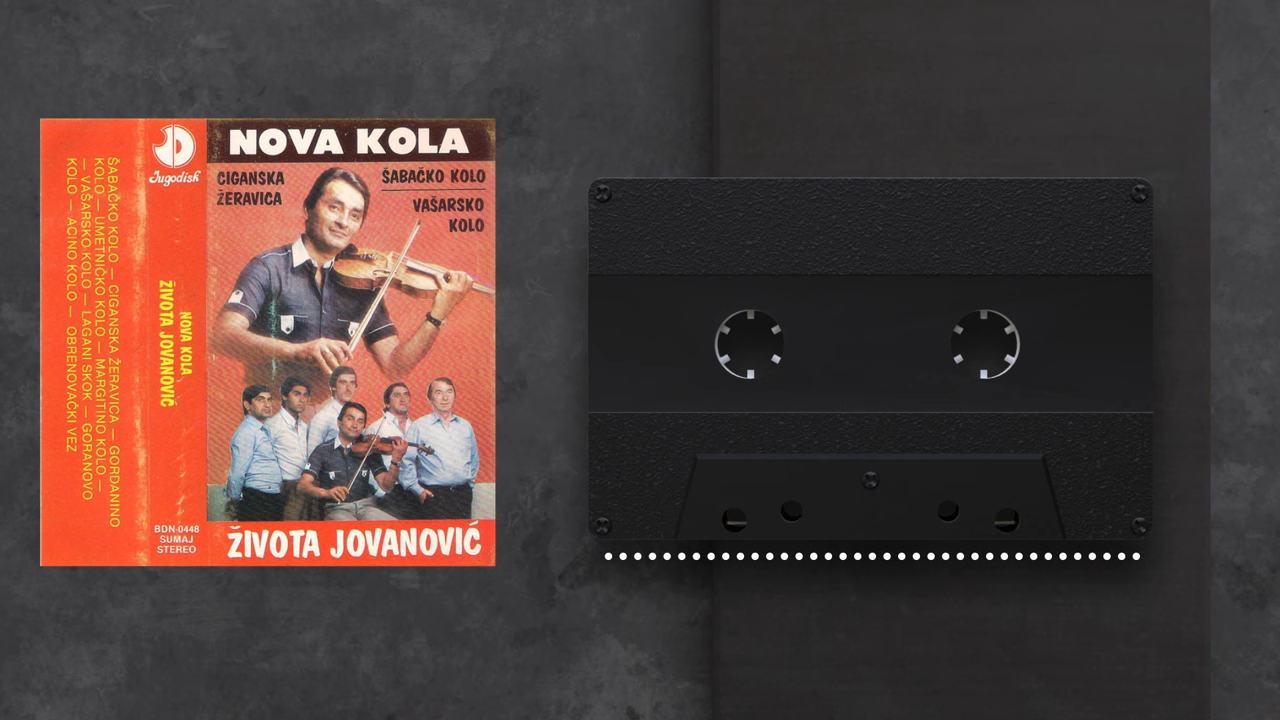 ŠABAČKO KOLO — CIGANSKA ŽERAVICA — GORDANINO
KOLO — UMETNIČKO KOLO — MARGITINO KOLO —
— VAŠARSKO KOLO — LAGANI SKOK — GORANOVO
KOLO — ACINO KOLO — OBRENOVAČKI VEZ
Jugodisk
NOVA KOLA
ŽIVOTA JOVANOVIĆ
BDN-0448
SUMAJ
STEREO
NOVA KOLA
CIGANSKA
ŽERAVICA
ŠABAČKO KOLO
VAŠARSKO
KOLO
ŽIVOTA JOVANOVIĆ